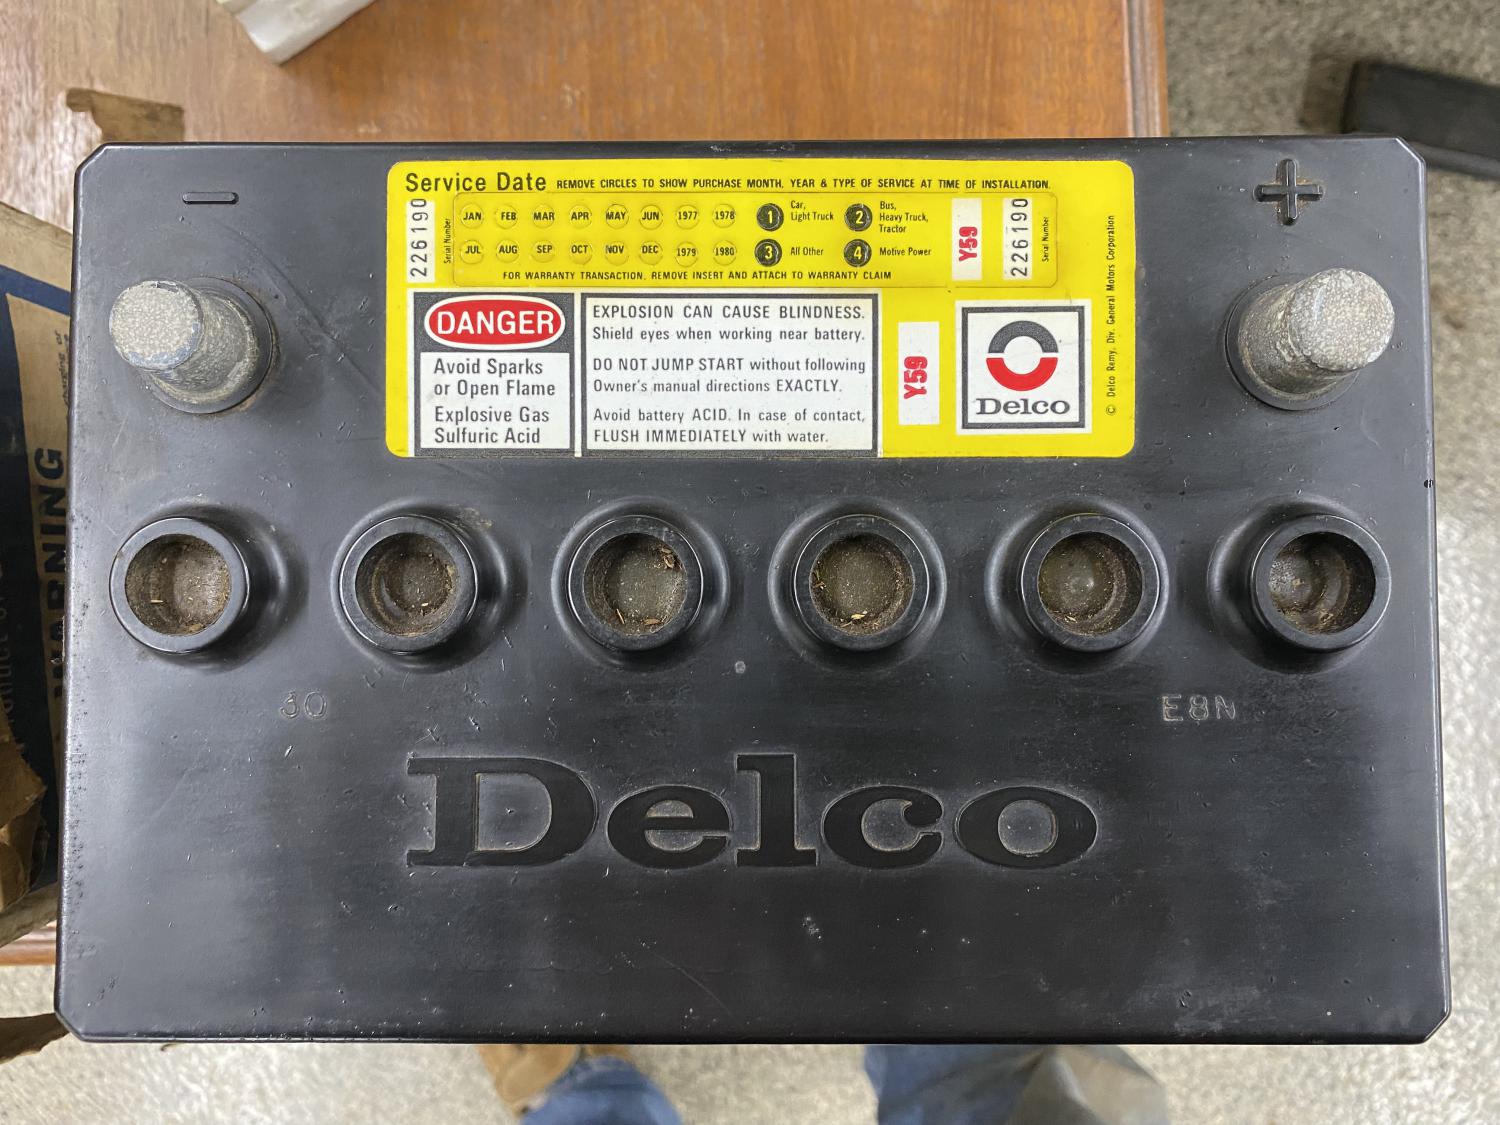 Service Date REMOVE CIRCLES TO SHOW PURCHASE MONTH, YEAR & TYPE OF SERVICE AT TIME OF INSTALLATION.
226190
Serial Number
JAN FEB MAR APR MAY JUN 1977 1978
1 Car, Light Truck
2 Bus, Heavy Truck, Tractor
JUL AUG SEP OCT NOV DEC 1979 1980
3 All Other
4 Motive Power
Y59
226190
Serial Number
FOR WARRANTY TRANSACTION, REMOVE INSERT AND ATTACH TO WARRANTY CLAIM
DANGER
Avoid Sparks
or Open Flame
Explosive Gas
Sulfuric Acid
EXPLOSION CAN CAUSE BLINDNESS.
Shield eyes when working near battery.
DO NOT JUMP START without following
Owner's manual directions EXACTLY.
Avoid battery ACID. In case of contact,
FLUSH IMMEDIATELY with water.
Y59
Delco
© Delco Remy, Div. General Motors Corporation
30
E8N
Delco
WARNING